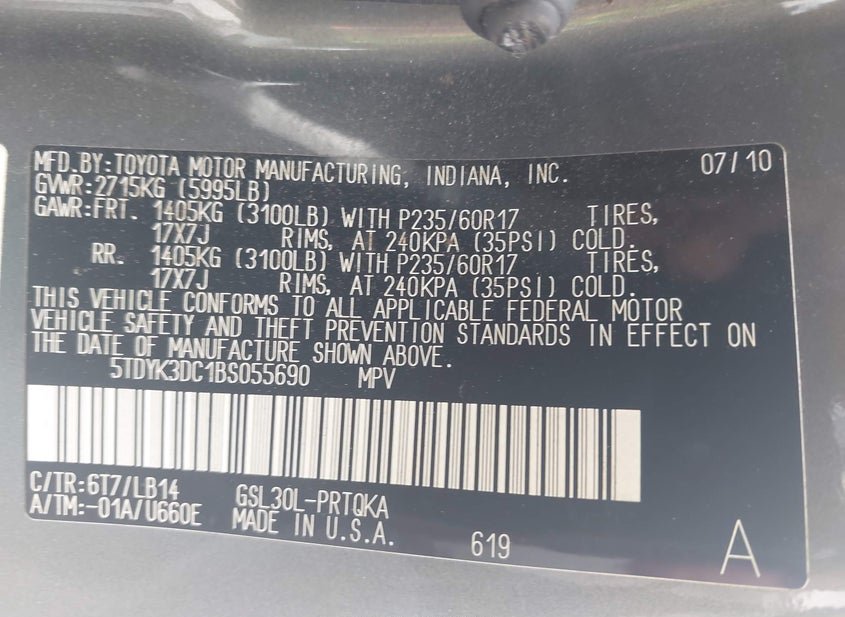 MFD.BY:TOYOTA MOTOR MANUFACTURING, INDIANA, INC. 07/10
GVWR:2715KG (5995LB)
GAWR:FRT. 1405KG (3100LB) WITH P235/60R17 TIRES,
17X7J RIMS, AT 240KPA (35PSI) COLD.
RR. 1405KG (3100LB) WITH P235/60R17 TIRES,
17X7J RIMS, AT 240KPA (35PSI) COLD.
THIS VEHICLE CONFORMS TO ALL APPLICABLE FEDERAL MOTOR
VEHICLE SAFETY AND THEFT PREVENTION STANDARDS IN EFFECT ON
THE DATE OF MANUFACTURE SHOWN ABOVE.
5TDYK3DC1BS055690 MPV
C/TR:6T7/LB14 GSL30L-PRTQKA
A/TM:-01A/U660E MADE IN U.S.A. 619 A